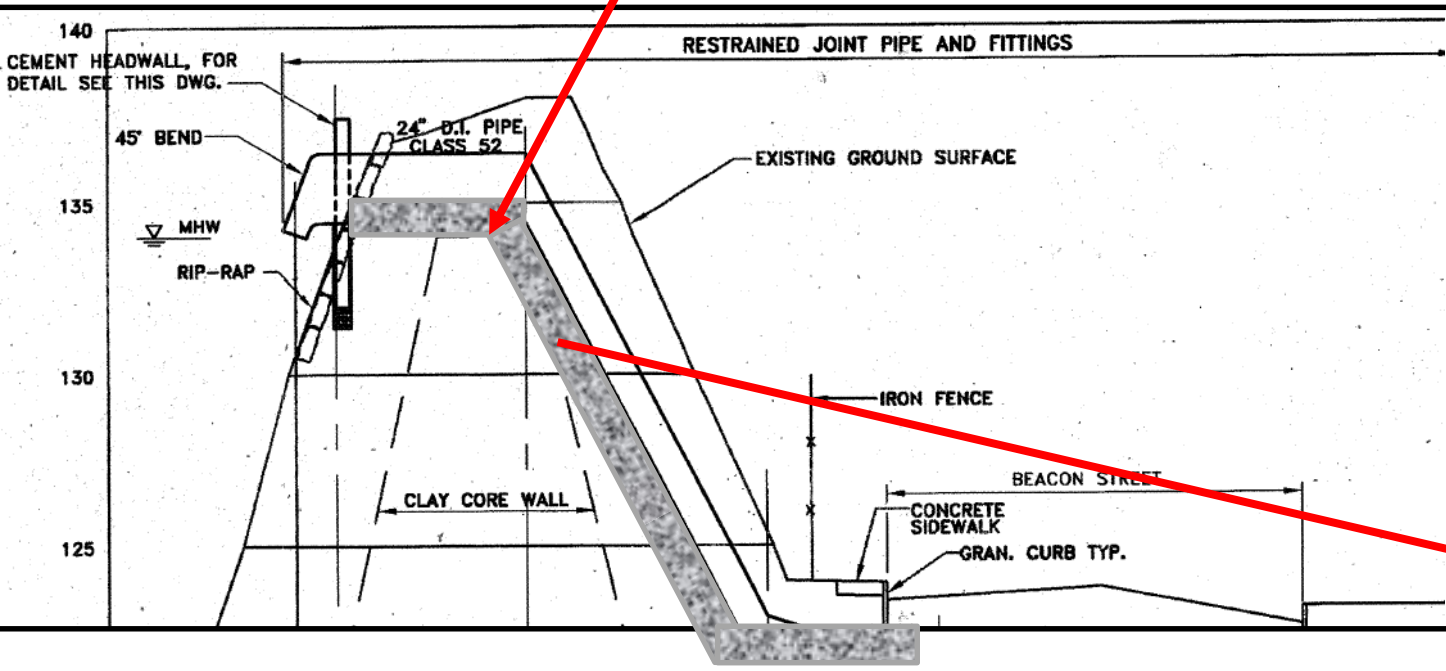 140
RESTRAINED JOINT PIPE AND FITTINGS
CEMENT HEADWALL, FOR
DETAIL SEE THIS DWG.
24" D.I. PIPE
CLASS 52
45° BEND
EXISTING GROUND SURFACE
135
MHW
RIP-RAP
130
IRON FENCE
BEACON STREET
CLAY CORE WALL
CONCRETE
SIDEWALK
125
GRAN. CURB TYP.